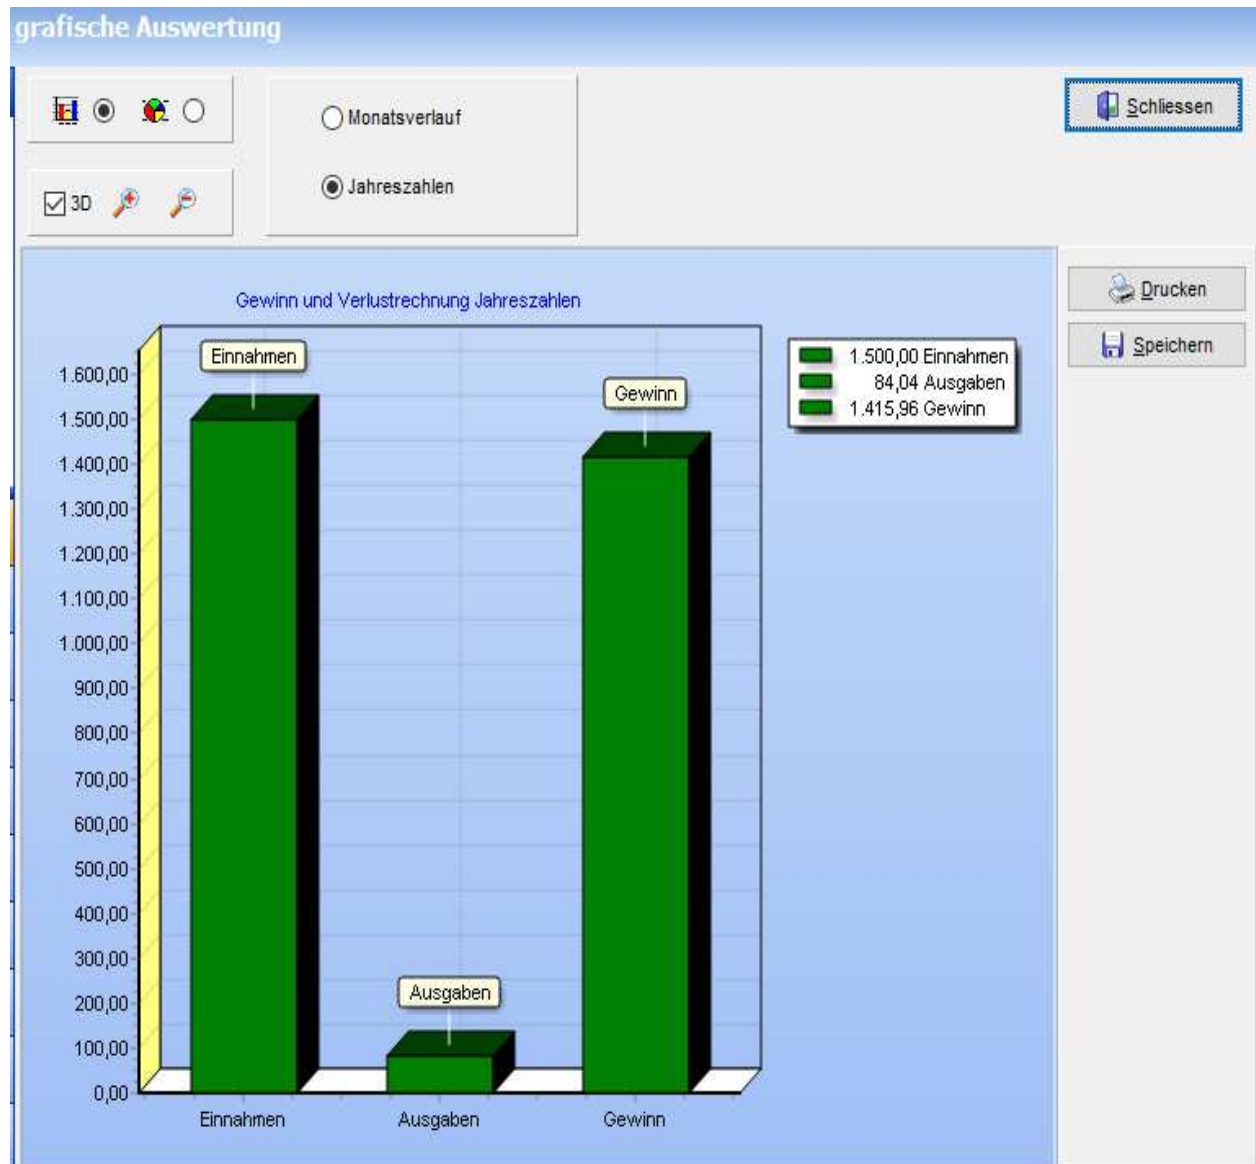 grafische Auswertung
Monatsverlauf
Schliessen
3D
Jahreszahlen
Drucken
Speichern
Gewinn und Verlustrechnung Jahreszahlen
1.600,00
1.500,00
1.400,00
1.300,00
1.200,00
1.100,00
1.000,00
900,00
800,00
700,00
600,00
500,00
400,00
300,00
200,00
100,00
0,00
Einnahmen
Gewinn
Ausgaben
Einnahmen
Ausgaben
Gewinn
1.500,00 Einnahmen
84,04 Ausgaben
1.415,96 Gewinn